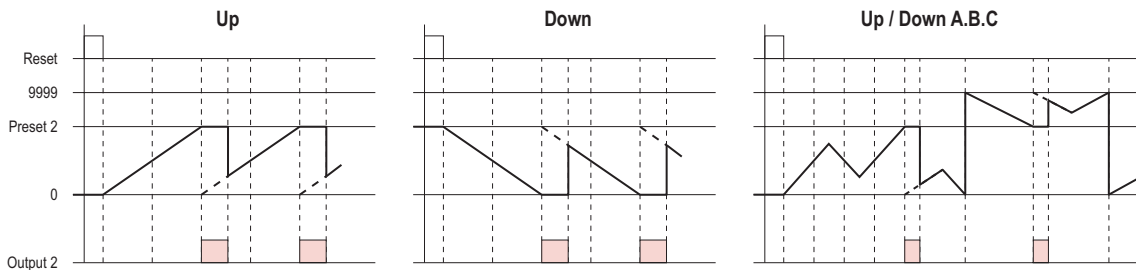 Up
Down
Up / Down A.B.C
Reset
9999
Preset 2
0
Output 2